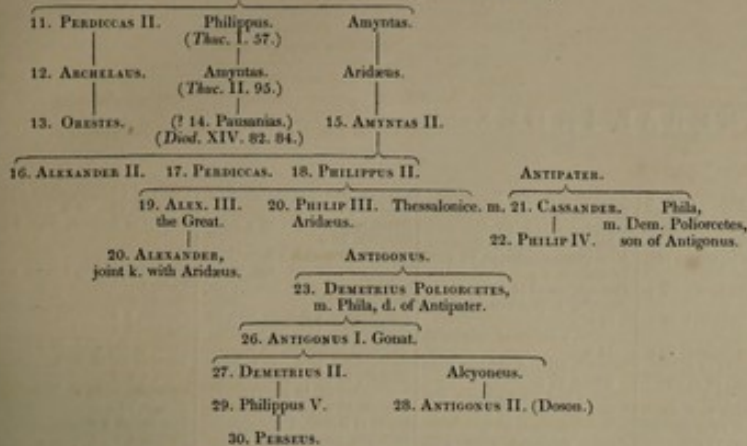 11. PERDICCAS II. Philippus. Amyntas.
(Thuc. I. 57.)
12. ARCHELAUS. Amyntas. Aridæus.
(Thuc. II. 95.)
13. ORESTES. (? 14. Pausanias.) 15. AMYNTAS II.
(Diod. XIV. 82. 84.)
16. ALEXANDER II. 17. PERDICCAS. 18. PHILIPPUS II. ANTIPATER.
19. ALEX. III. 20. PHILIP III. Thessalonice. m. 21. CASSANDER. Phila,
the Great. Aridæus. m. Dem. Poliorcetes,
22. PHILIP IV. son of Antigonus.
20. ALEXANDER, ANTIGONUS.
joint k. with Aridæus.
23. DEMETRIUS POLIORCETES,
m. Phila, d. of Antipater.
26. ANTIGONUS I. Gonat.
27. DEMETRIUS II. Alcyoneus.
29. Philippus V. 28. ANTIGONUS II. (Doson.)
30. PERSEUS.